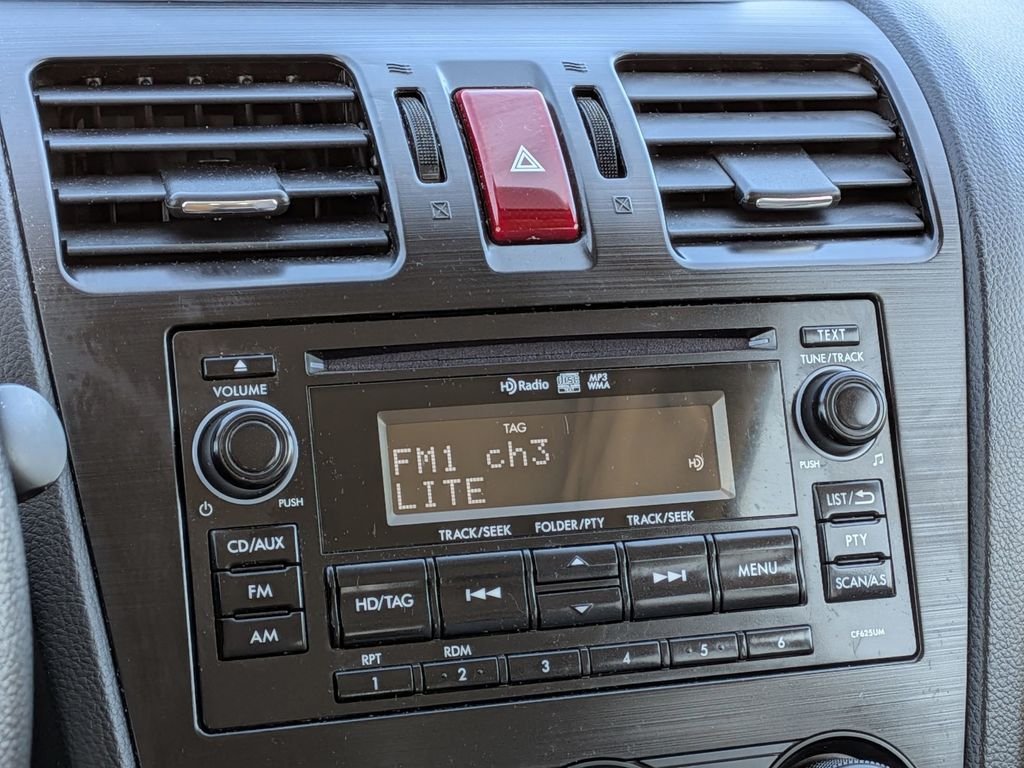 TEXT
TUNE/TRACK
VOLUME
HD Radio
disc
MP3
WMA
TAG
FM1 ch3
LITE
HD
PUSH
PUSH
TRACK/SEEK
FOLDER/PTY
TRACK/SEEK
LIST/
CD/AUX
PTY
FM
HD/TAG
MENU
SCAN/A.S
AM
CF625UM
RPT
RDM
1
2
3
4
5
6